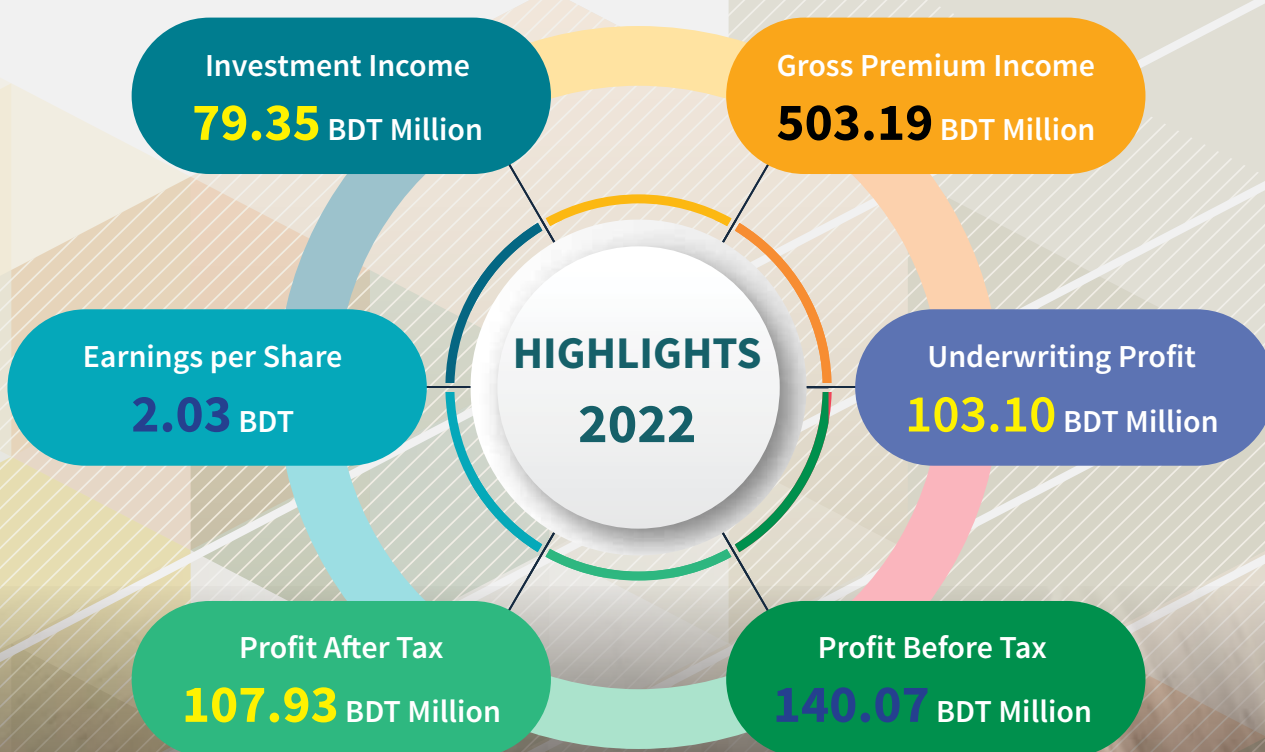 Investment Income
79.35 BDT Million
Gross Premium Income
503.19 BDT Million
Earnings per Share
2.03 BDT
HIGHLIGHTS
2022
Underwriting Profit
103.10 BDT Million
Profit After Tax
107.93 BDT Million
Profit Before Tax
140.07 BDT Million